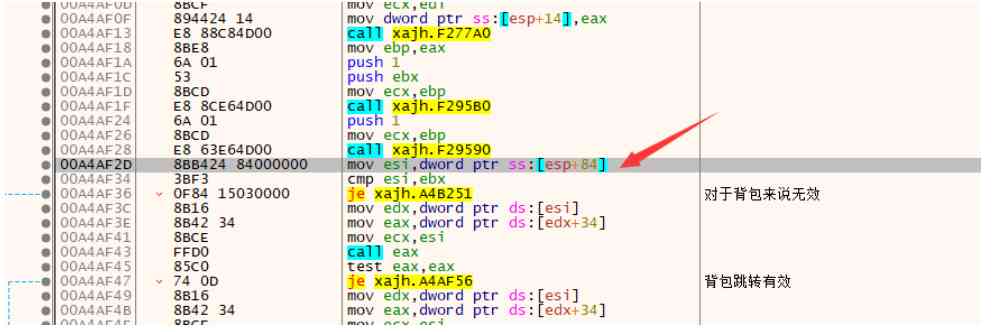 00A4AF0D 8BCF mov ecx,edi
00A4AF0F 894424 14 mov dword ptr ss:[esp+14],eax
00A4AF13 E8 88C84D00 call xajh.F277A0
00A4AF18 8BE8 mov ebp,eax
00A4AF1A 6A 01 push 1
00A4AF1C 53 push ebx
00A4AF1D 8BCD mov ecx,ebp
00A4AF1F E8 8CE64D00 call xajh.F295B0
00A4AF24 6A 01 push 1
00A4AF26 8BCD mov ecx,ebp
00A4AF28 E8 63E64D00 call xajh.F29590
00A4AF2D 8BB424 84000000 mov esi,dword ptr ss:[esp+84]
00A4AF34 3BF3 cmp esi,ebx
00A4AF36 0F84 15030000 je xajh.A4B251 对于背包来说无效
00A4AF3C 8B16 mov edx,dword ptr ds:[esi]
00A4AF3E 8B42 34 mov eax,dword ptr ds:[edx+34]
00A4AF41 8BCE mov ecx,esi
00A4AF43 FFD0 call eax
00A4AF45 85C0 test eax,eax
00A4AF47 74 0D je xajh.A4AF56 背包跳转有效
00A4AF49 8B16 mov edx,dword ptr ds:[esi]
00A4AF4B 8B42 34 mov eax,dword ptr ds:[edx+34]
00A4AF4E 8BCE mov ecx,esi